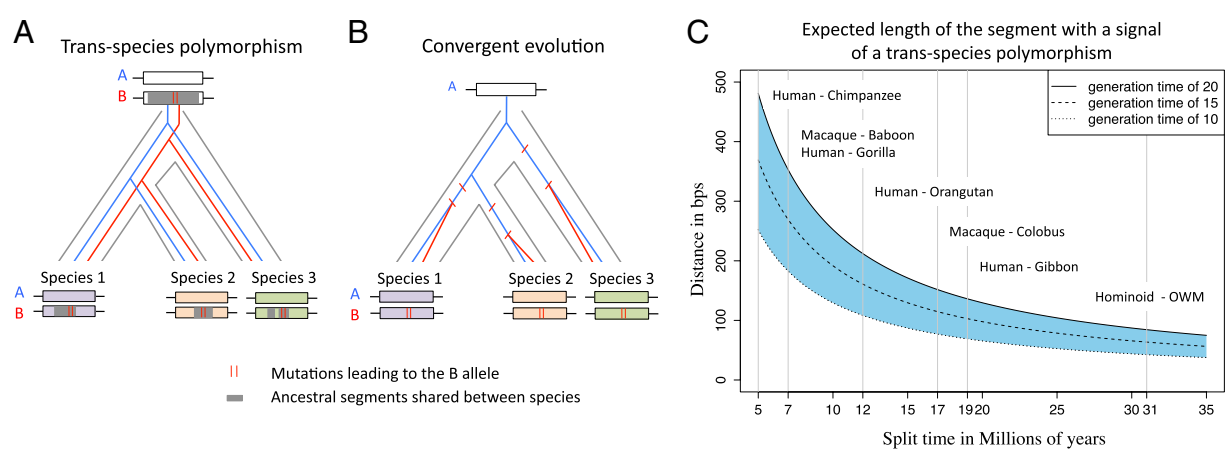 A
Trans-species polymorphism
A
B
Species 1
Species 2
Species 3
A
B
B
Convergent evolution
A
Species 1
Species 2
Species 3
A
B
Mutations leading to the B allele
Ancestral segments shared between species
C
Expected length of the segment with a signal
of a trans-species polymorphism
generation time of 20
generation time of 15
generation time of 10
Human - Chimpanzee
Macaque - Baboon
Human - Gorilla
Human - Orangutan
Macaque - Colobus
Human - Gibbon
Hominoid - OWM
Distance in bps
500
400
300
200
100
0
5 7 10 12 15 17 19 20 25 30 31 35
Split time in Millions of years